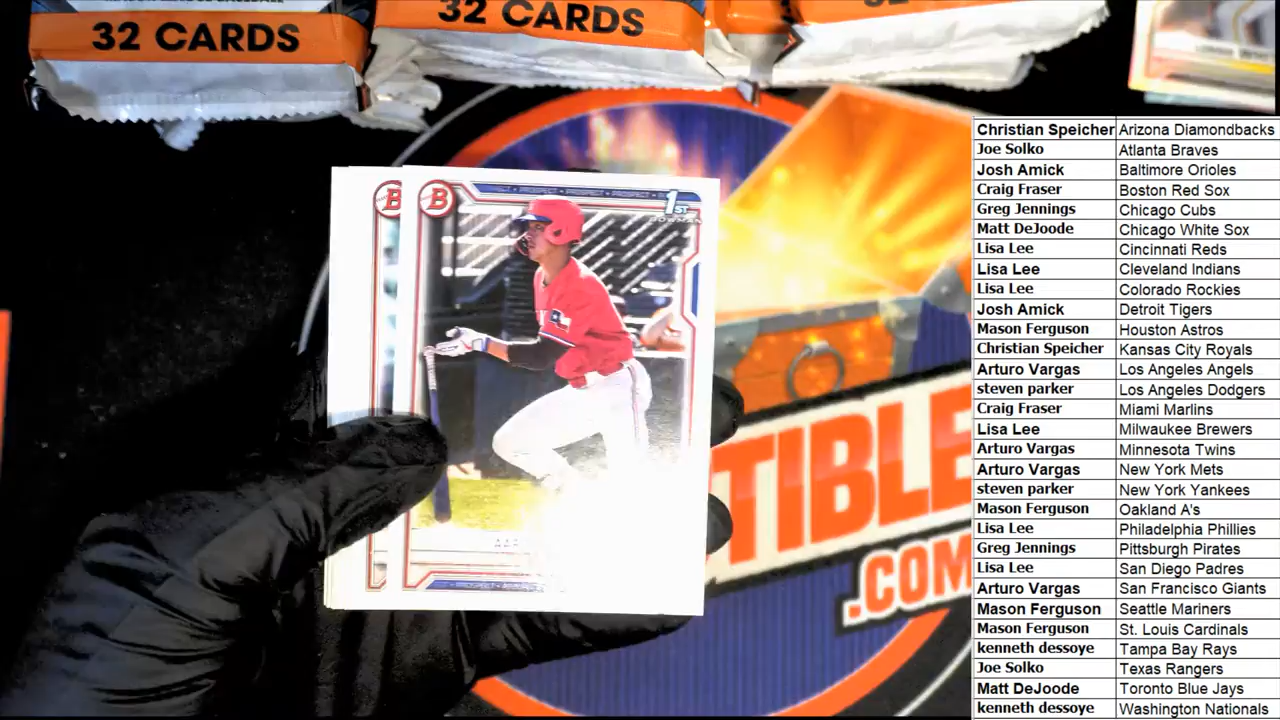 32 CARDS
32 CARDS
B
B
1ST
BOWMAN
TIBLE
.COM
Christian Speicher Arizona Diamondbacks
Joe Solko Atlanta Braves
Josh Amick Baltimore Orioles
Craig Fraser Boston Red Sox
Greg Jennings Chicago Cubs
Matt DeJoode Chicago White Sox
Lisa Lee Cincinnati Reds
Lisa Lee Cleveland Indians
Lisa Lee Colorado Rockies
Josh Amick Detroit Tigers
Mason Ferguson Houston Astros
Christian Speicher Kansas City Royals
Arturo Vargas Los Angeles Angels
steven parker Los Angeles Dodgers
Craig Fraser Miami Marlins
Lisa Lee Milwaukee Brewers
Arturo Vargas Minnesota Twins
Arturo Vargas New York Mets
steven parker New York Yankees
Mason Ferguson Oakland A's
Lisa Lee Philadelphia Phillies
Greg Jennings Pittsburgh Pirates
Lisa Lee San Diego Padres
Arturo Vargas San Francisco Giants
Mason Ferguson Seattle Mariners
Mason Ferguson St. Louis Cardinals
kenneth dessoye Tampa Bay Rays
Joe Solko Texas Rangers
Matt DeJoode Toronto Blue Jays
kenneth dessoye Washington Nationals